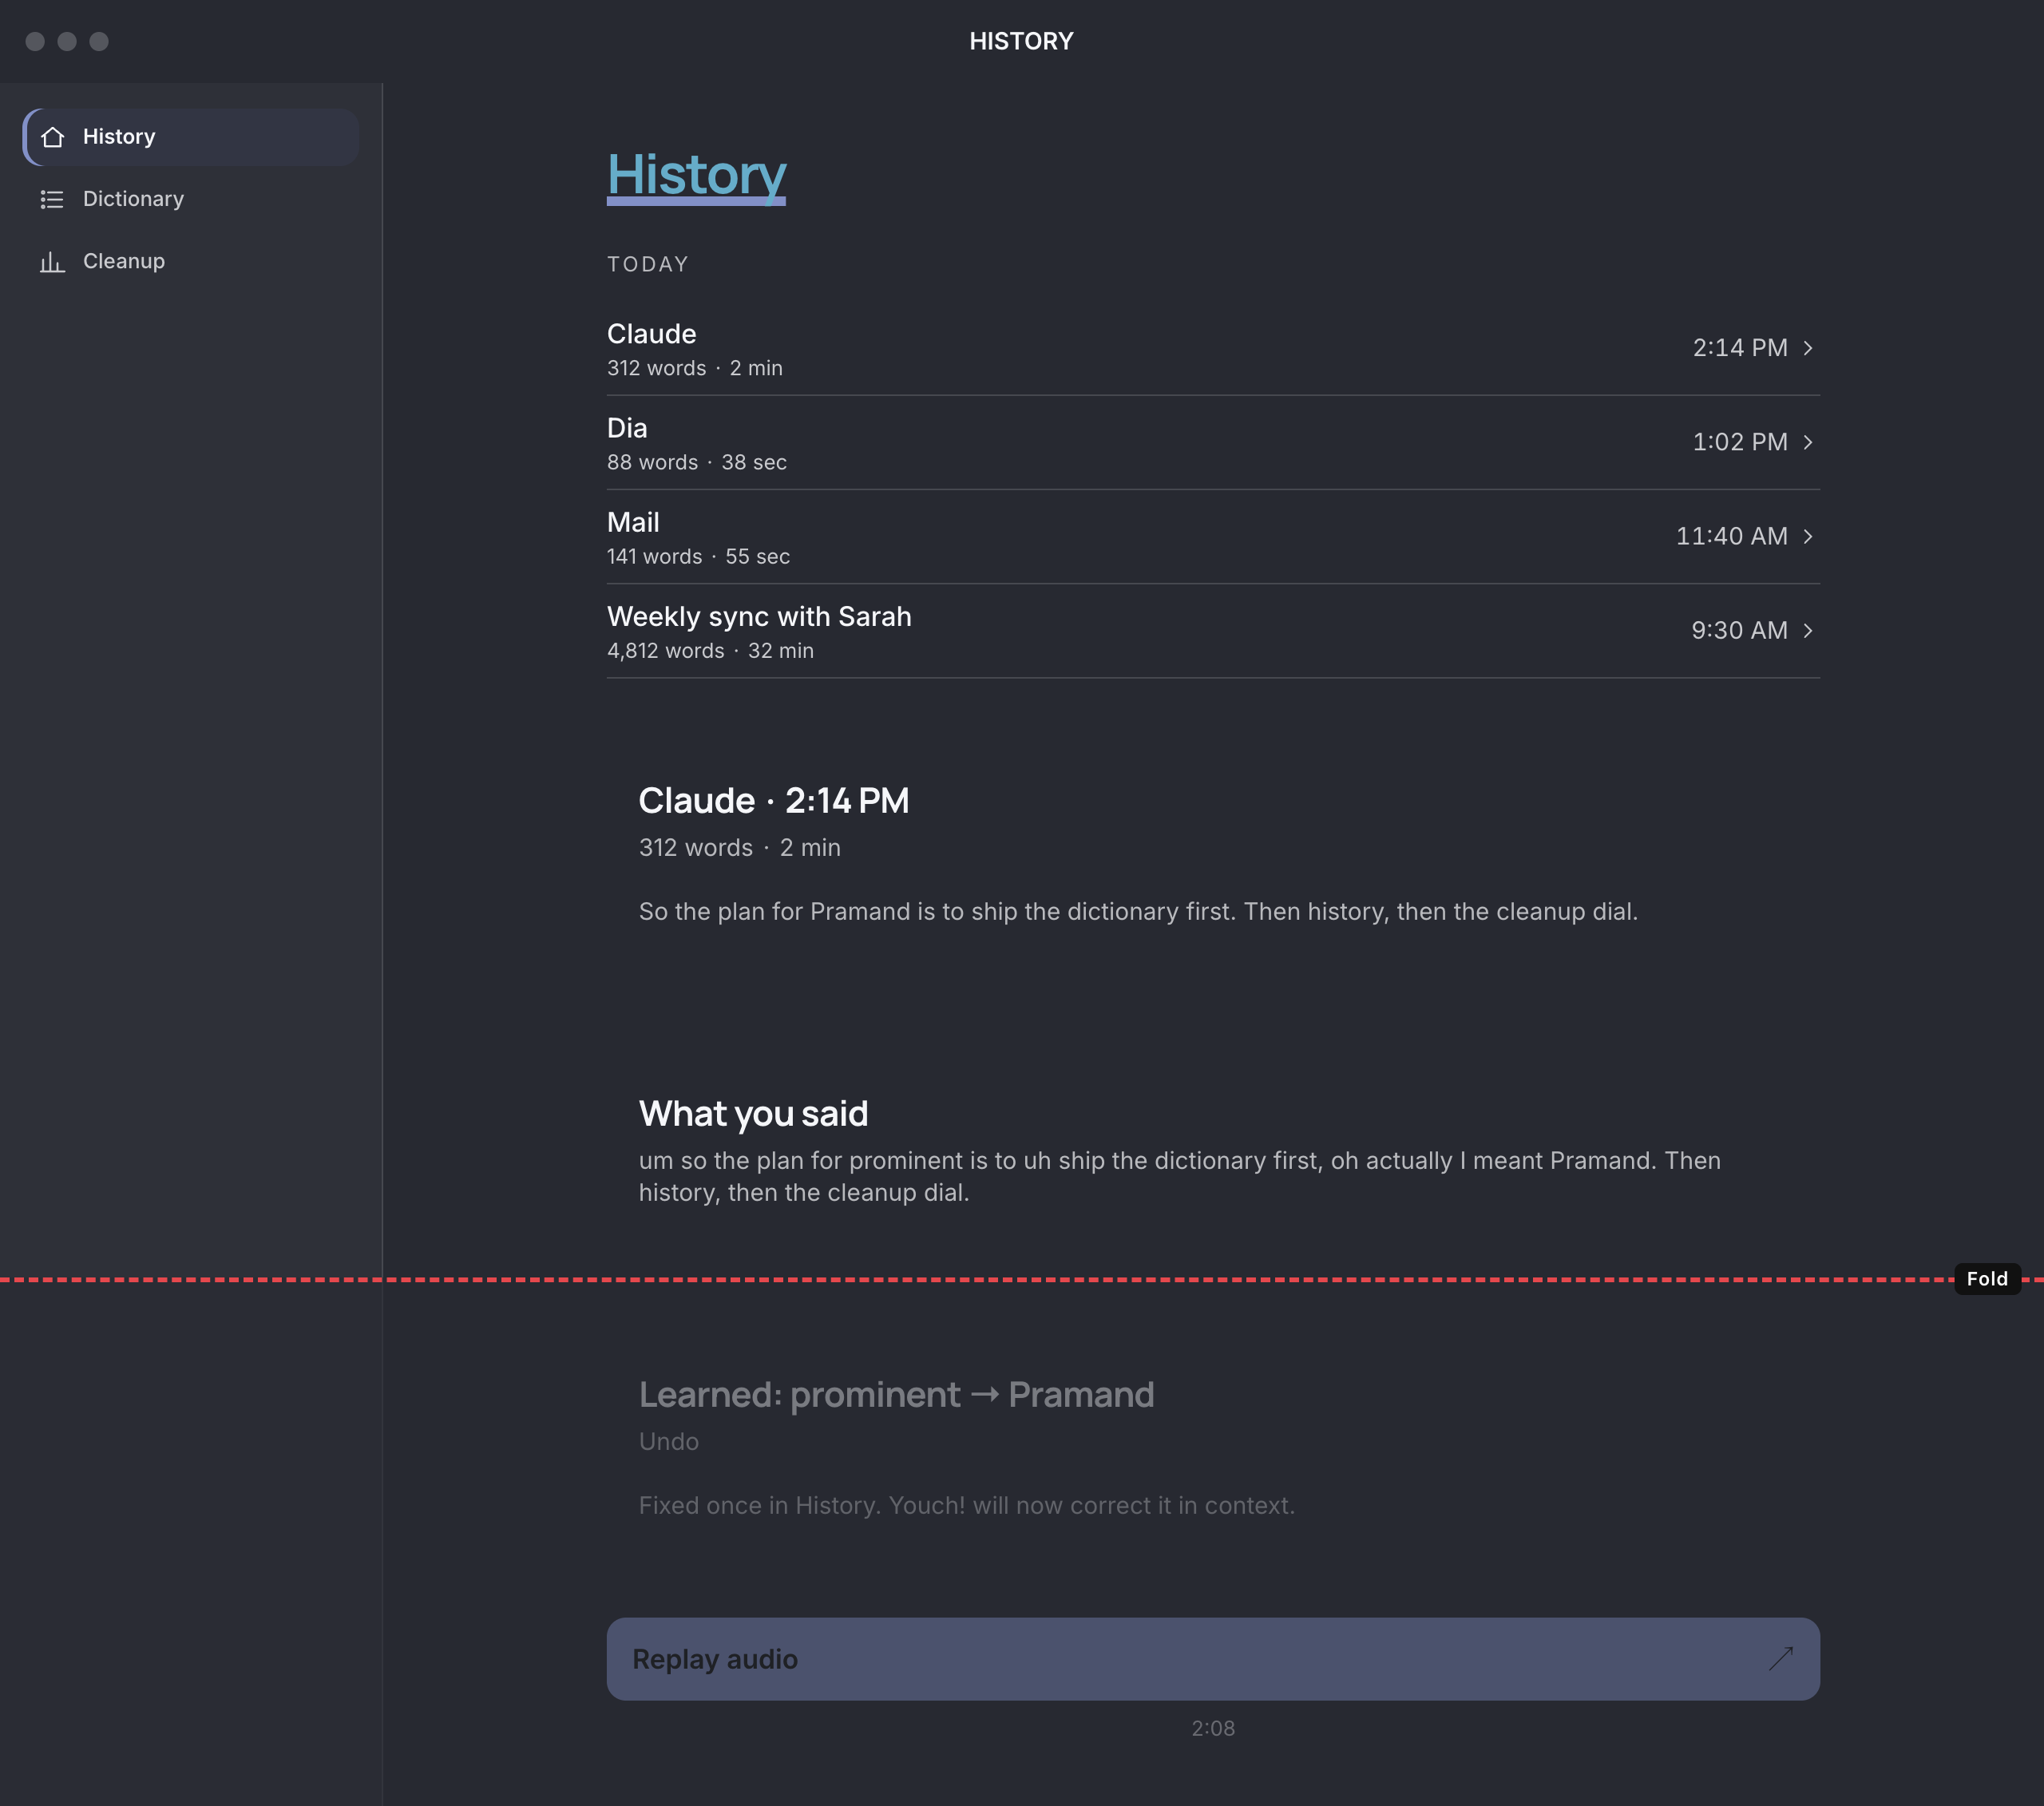 HISTORY
History
Dictionary
Cleanup
History
TODAY
Claude
312 words · 2 min
2:14 PM
Dia
88 words · 38 sec
1:02 PM
Mail
141 words · 55 sec
11:40 AM
Weekly sync with Sarah
4,812 words · 32 min
9:30 AM
Claude · 2:14 PM
312 words · 2 min
So the plan for Pramand is to ship the dictionary first. Then history, then the cleanup dial.
What you said
um so the plan for prominent is to uh ship the dictionary first, oh actually I meant Pramand. Then
history, then the cleanup dial.
Fold
Learned: prominent → Pramand
Undo
Fixed once in History. Youch! will now correct it in context.
Replay audio
2:08